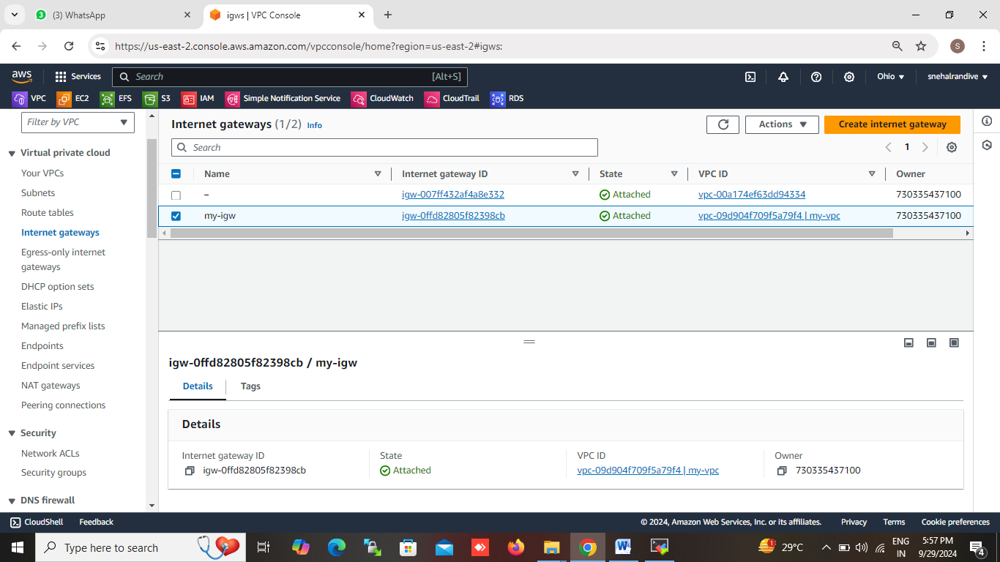 3 (3) WhatsApp
igws | VPC Console
https://us-east-2.console.aws.amazon.com/vpcconsole/home?region=us-east-2#igws:
S
aws Services Search [Alt+S] Ohio snehalrandive
VPC EC2 EFS S3 IAM Simple Notification Service CloudWatch CloudTrail RDS
Filter by VPC
Virtual private cloud
Your VPCs
Subnets
Route tables
Internet gateways
Egress-only internet
gateways
DHCP option sets
Elastic IPs
Managed prefix lists
Endpoints
Endpoint services
NAT gateways
Peering connections
Security
Network ACLs
Security groups
DNS firewall
Internet gateways (1/2) Info
Actions
Create internet gateway
Search
1
Name Internet gateway ID State VPC ID Owner
– igw-007ff432af4a8e332 Attached vpc-00a174ef63dd94334 730335437100
my-igw igw-0ffd82805f82398cb Attached vpc-09d904f709f5a79f4 | my-vpc 730335437100
igw-0ffd82805f82398cb / my-igw
Details Tags
Details
Internet gateway ID State VPC ID Owner
igw-0ffd82805f82398cb Attached vpc-09d904f709f5a79f4 | my-vpc 730335437100
CloudShell Feedback © 2024, Amazon Web Services, Inc. or its affiliates. Privacy Terms Cookie preferences
Type here to search
1 29°C
ENG
IN
5:57 PM
9/29/2024
4